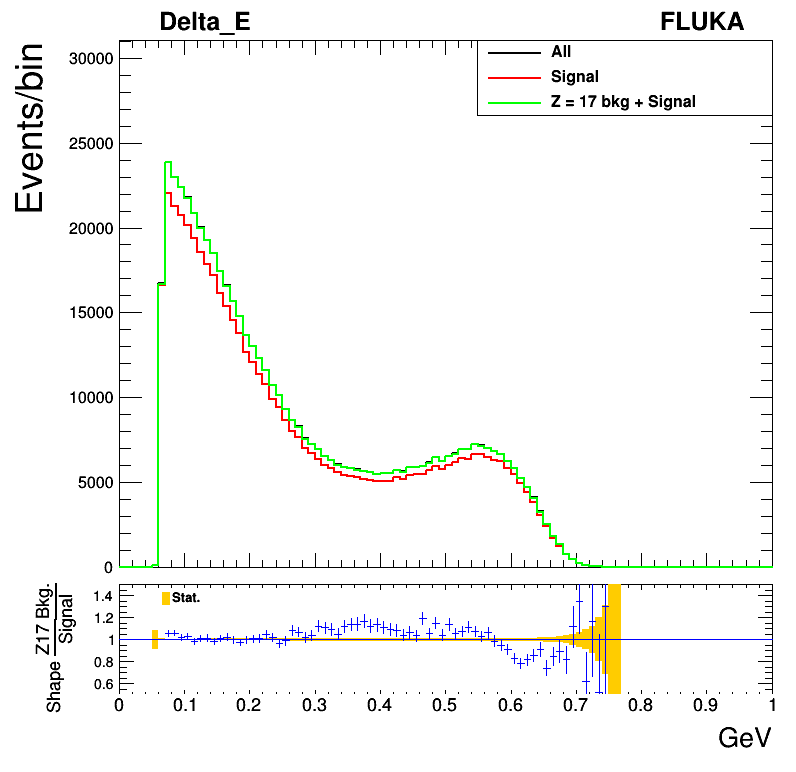 Delta_E FLUKA
Events/bin
All
Signal
Z = 17 bkg + Signal
30000
25000
20000
15000
10000
5000
0
Shape Z17 Bkg. / Signal
Stat.
1.4
1.2
1
0.8
0.6
0 0.1 0.2 0.3 0.4 0.5 0.6 0.7 0.8 0.9 1
GeV